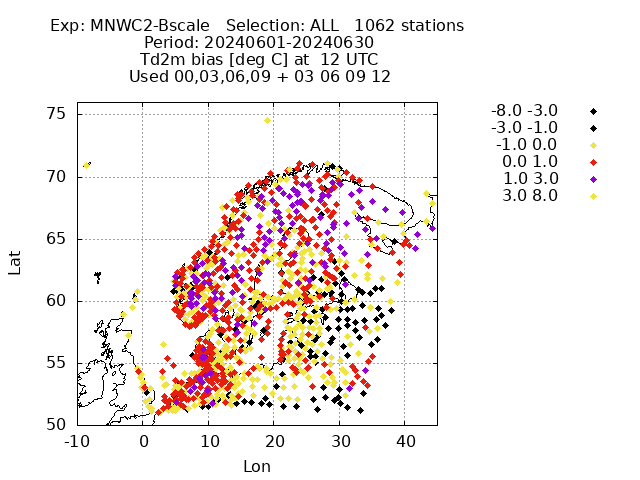 Exp: MNWC2-Bscale   Selection: ALL   1062 stations
Period: 20240601-20240630
Td2m bias [deg C] at  12 UTC
Used 00,03,06,09 + 03 06 09 12
-8.0 -3.0
-3.0 -1.0
-1.0 0.0
0.0 1.0
1.0 3.0
3.0 8.0
75
70
65
60
55
50
Lat
-10 0 10 20 30 40
Lon